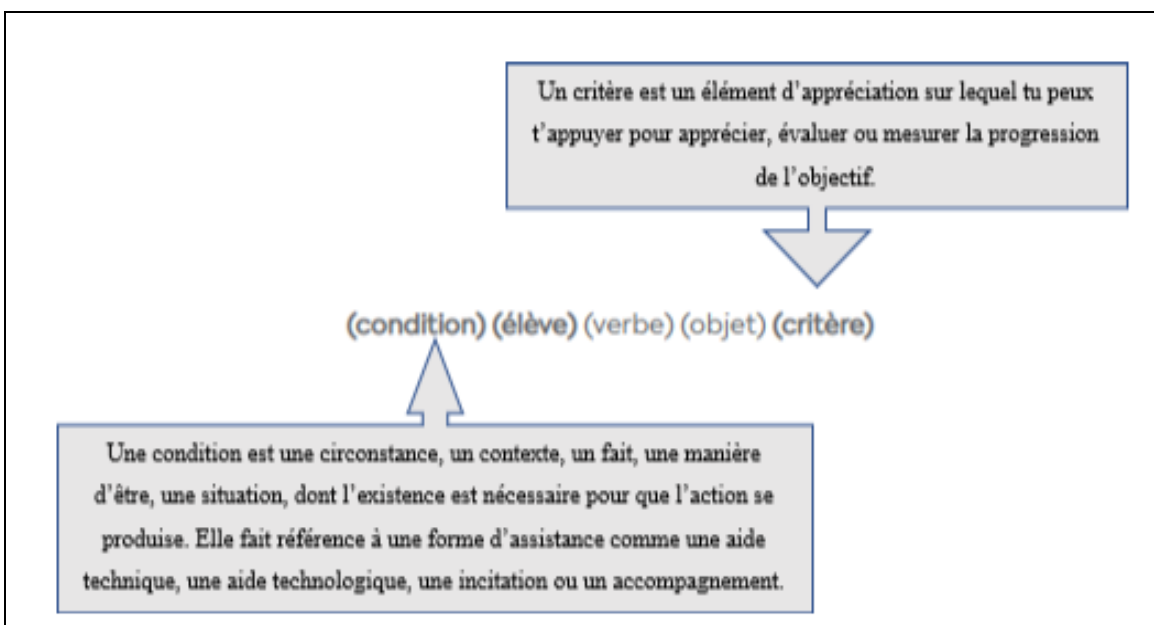 Un critère est un élément d’appréciation sur lequel tu peux
t’appuyer pour apprécier, évaluer ou mesurer la progression
de l’objectif.
(condition) (élève) (verbe) (objet) (critère)
Une condition est une circonstance, un contexte, un fait, une manière
d’être, une situation, dont l’existence est nécessaire pour que l’action se
produise. Elle fait référence à une forme d’assistance comme une aide
technique, une aide technologique, une incitation ou un accompagnement.